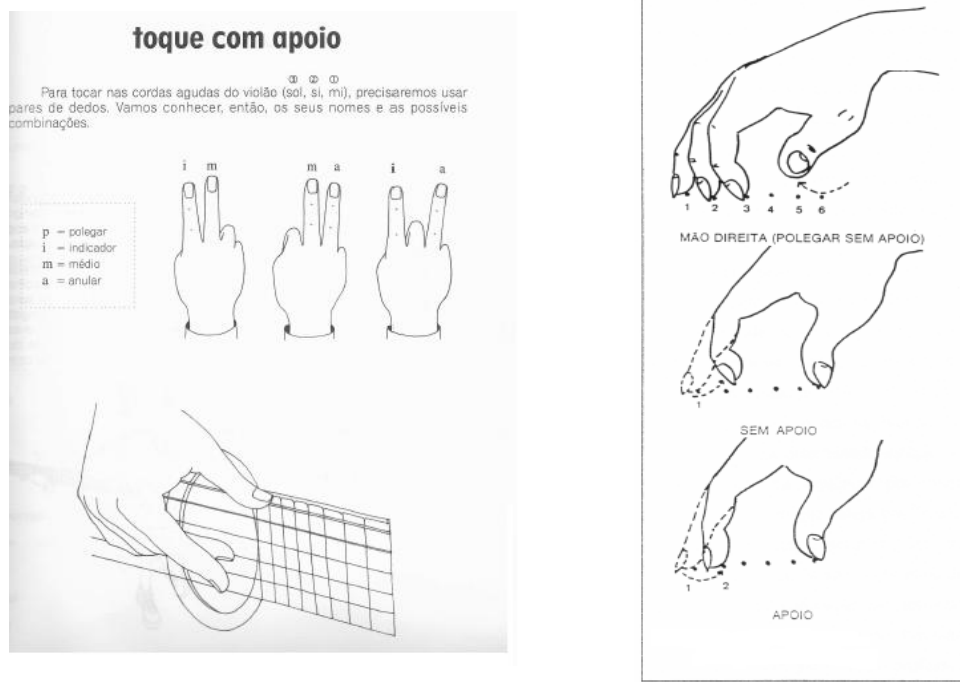 toque com apoio
③ ② ①
Para tocar nas cordas agudas do violão (sol, si, mi), precisaremos usar
pares de dedos. Vamos conhecer, então, os seus nomes e as possíveis
combinações.
i m
m a
i a
p = polegar
i = indicador
m = médio
a = anular
1 2 3 4 5 6
MÃO DIREITA (POLEGAR SEM APOIO)
1
SEM APOIO
1 2
APOIO